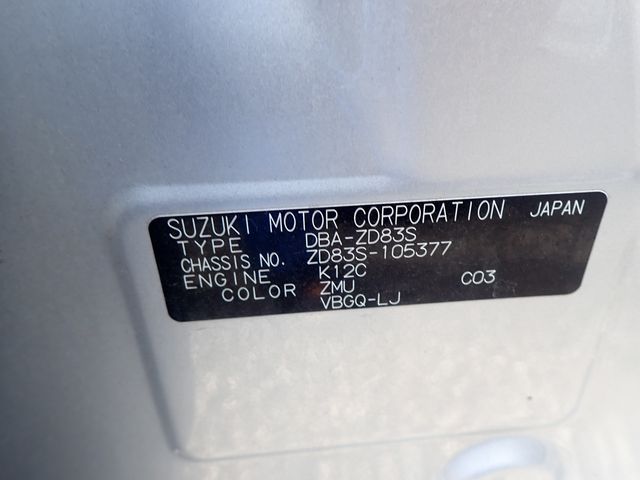 SUZUKI MOTOR CORPORATION JAPAN
TYPE DBA-ZD83S
CHASSIS NO. ZD83S-105377
ENGINE K12C
COLOR ZMU C03
VBGQ-LJ